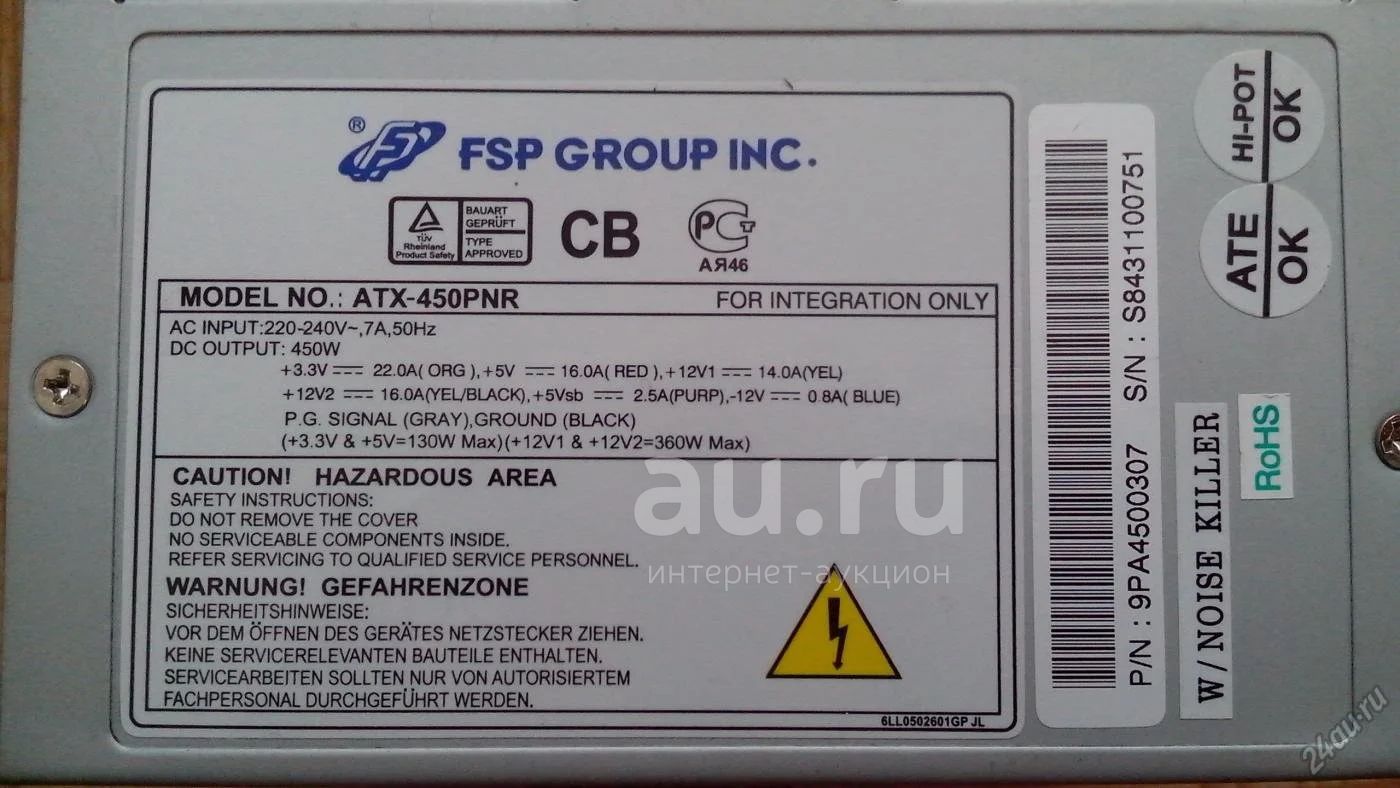 ® FSP GROUP INC.
TÜV
Rheinland
Product Safety
BAUART
GEPRÜFT
TYPE
APPROVED
CB
РСТ
АЯ46
MODEL NO.: ATX-450PNR FOR INTEGRATION ONLY
AC INPUT:220-240V~,7A,50Hz
DC OUTPUT: 450W
+3.3V ⎓ 22.0A( ORG ),+5V ⎓ 16.0A( RED ),+12V1 ⎓ 14.0A(YEL)
+12V2 ⎓ 16.0A(YEL/BLACK),+5Vsb ⎓ 2.5A(PURP),-12V ⎓ 0.8A( BLUE)
P.G. SIGNAL (GRAY),GROUND (BLACK)
(+3.3V & +5V=130W Max)(+12V1 & +12V2=360W Max)
CAUTION! HAZARDOUS AREA
SAFETY INSTRUCTIONS:
DO NOT REMOVE THE COVER
NO SERVICEABLE COMPONENTS INSIDE.
REFER SERVICING TO QUALIFIED SERVICE PERSONNEL.
WARNUNG! GEFAHRENZONE
SICHERHEITSHINWEISE:
VOR DEM ÖFFNEN DES GERÄTES NETZSTECKER ZIEHEN.
KEINE SERVICERELEVANTEN BAUTEILE ENTHALTEN.
SERVICEARBEITEN SOLLTEN NUR VON AUTORISIERTEM
FACHPERSONAL DURCHGEFÜHRT WERDEN.
6LL0502601GP JL
P/N : 9PA4500307 S/N : S8431100751
HI-POT
OK
ATE
OK
W/NOISE KILLER
RoHS
au.ru
интернет-аукцион
24au.ru